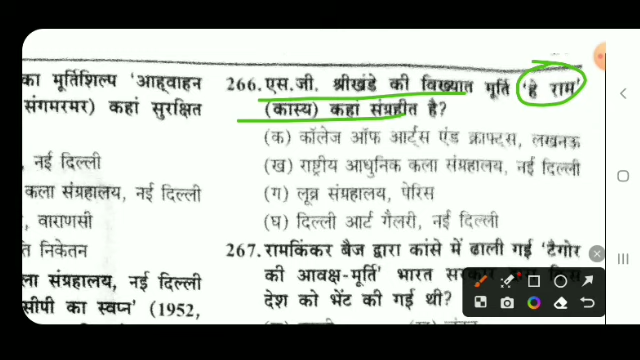 का मूर्तिशिल्प 'आह्वाहन
संगमरमर) कहां सुरक्षित
, नई दिल्ली
कला संग्रहालय, नई दिल्ली
, वाराणसी
ति निकेतन
ला संग्रहालय, नई दिल्ली
सीपी का स्वप्न' (1952,
266. एस.जी. श्रीखंडे की विख्यात मूर्ति 'हे राम'
(कास्य) कहां संग्रहीत है?
(क) कॉलेज ऑफ आर्ट्स एंड क्राफ्ट्स, लखनऊ
(ख) राष्ट्रीय आधुनिक कला संग्रहालय, नई दिल्ली
(ग) लूव्र संग्रहालय, पेरिस
(घ) दिल्ली आर्ट गैलरी, नई दिल्ली
267. रामकिंकर बैज द्वारा कांसे में ढाली गई 'टैगोर
की आवक्ष-मूर्ति' भारत
देश को भेंट की गई थी?